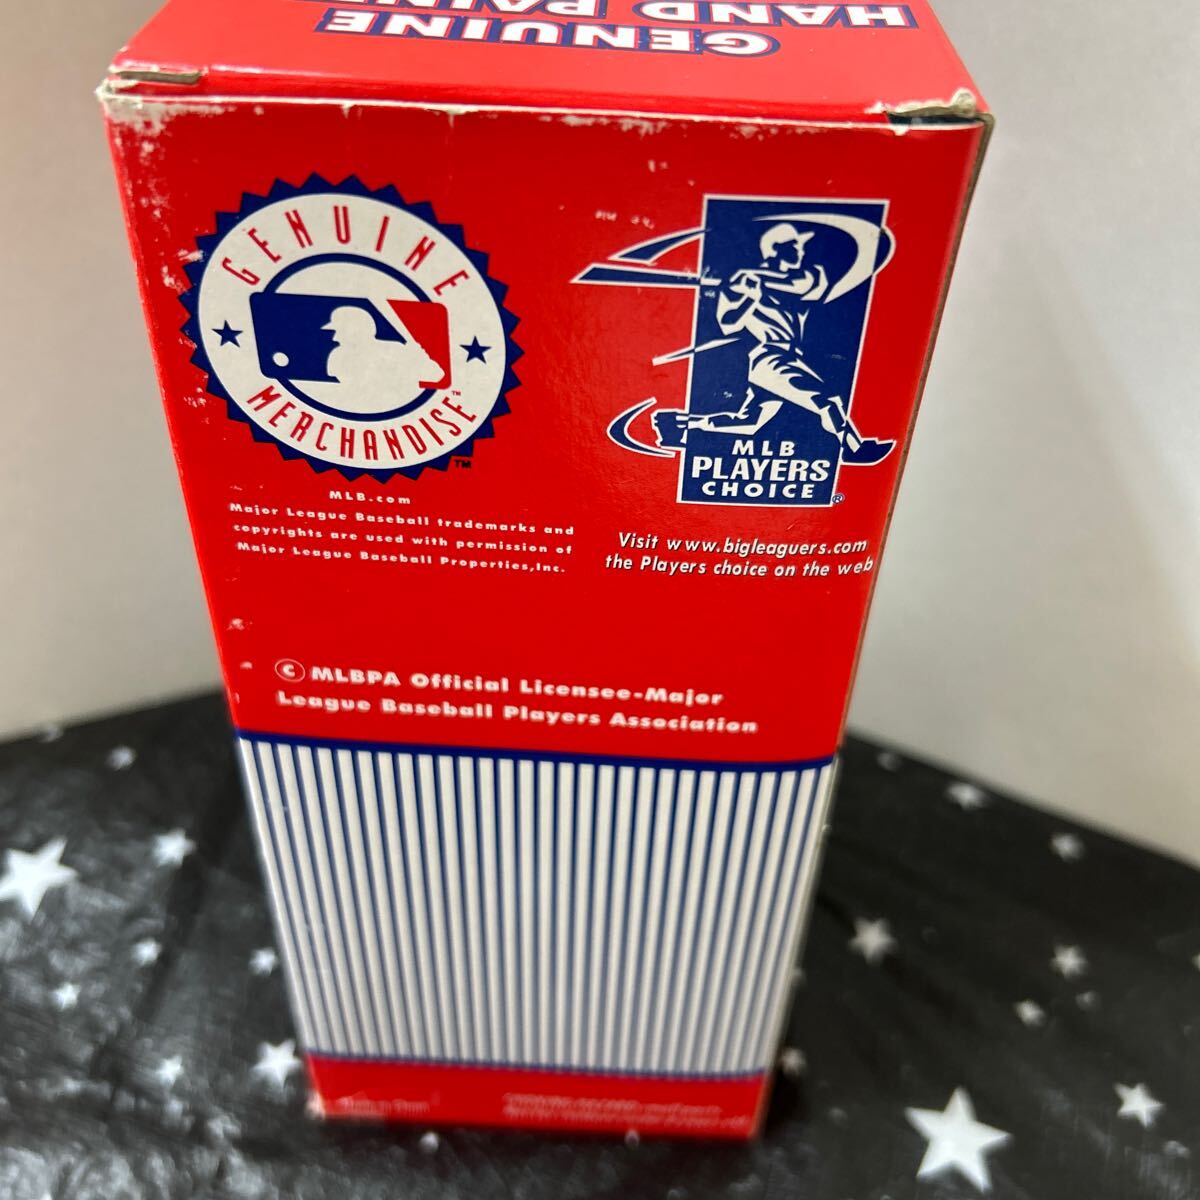 GENUINE
HAND
GENUINE
MERCHANDISE™
TM
MLB.com
Major League Baseball trademarks and
copyrights are used with permission of
Major League Baseball Properties,Inc.
MLB
PLAYERS
CHOICE
®
Visit www.bigleaguers.com
the Players choice on the web
© MLBPA Official Licensee-Major
League Baseball Players Association